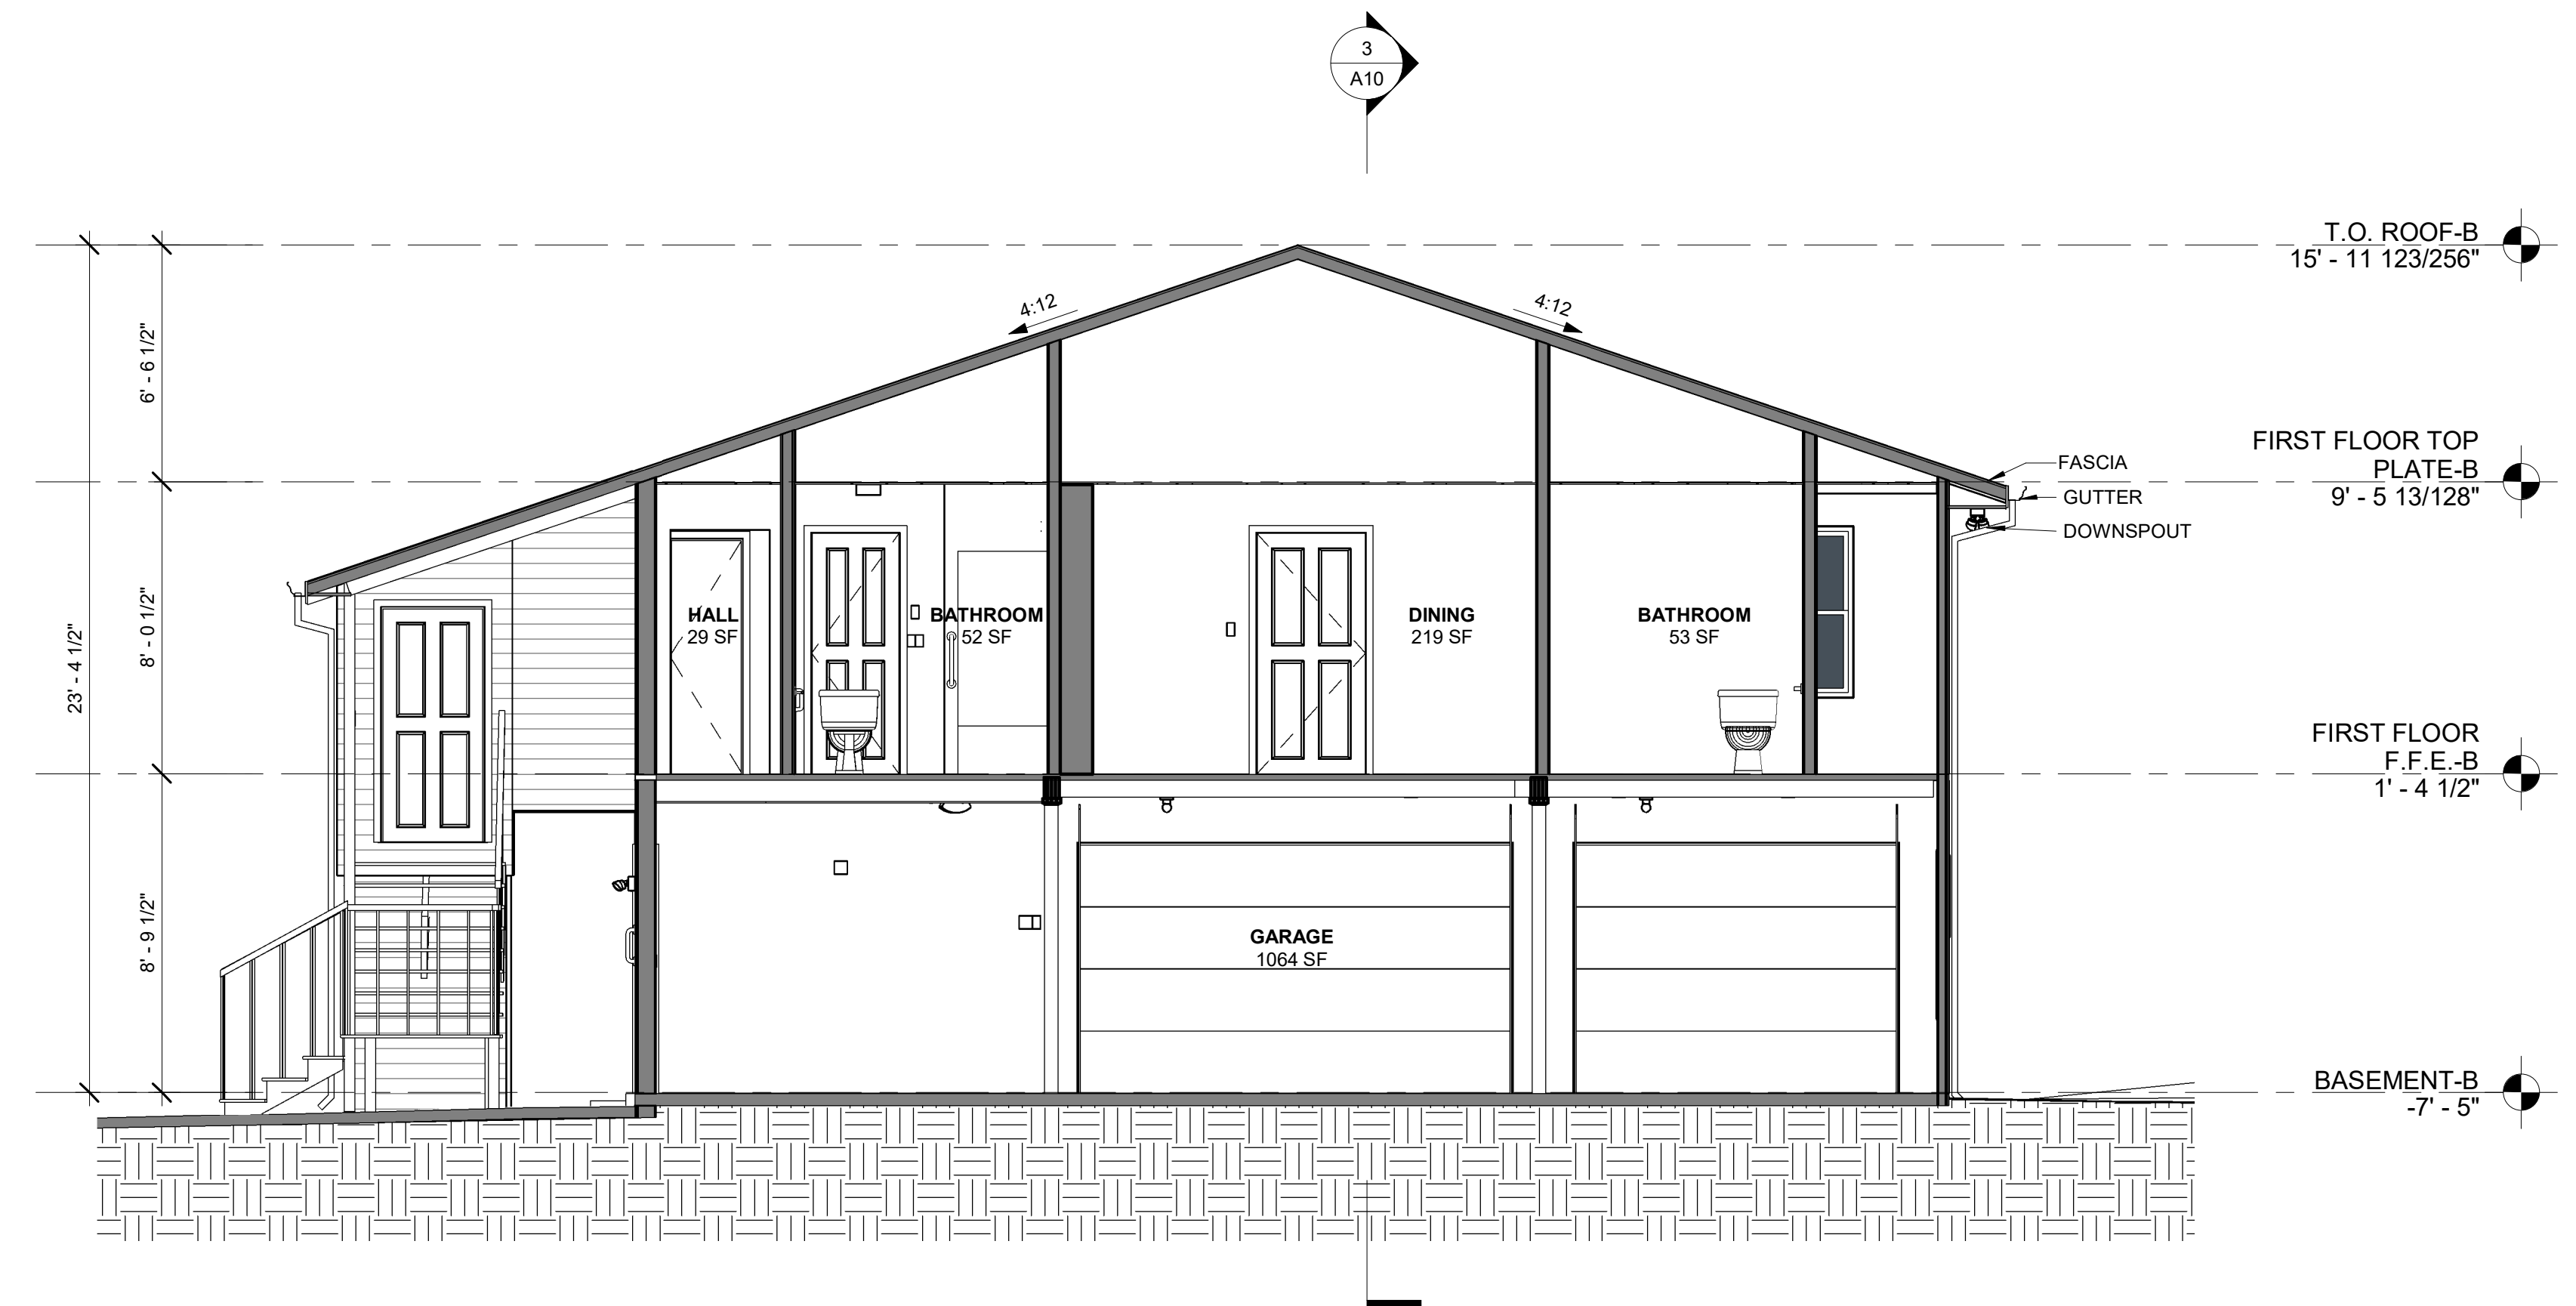 3
A10
T.O. ROOF-B
15' - 11 123/256"
4:12
4:12
6' - 6 1/2"
FIRST FLOOR TOP
PLATE-B
9' - 5 13/128"
FASCIA
GUTTER
DOWNSPOUT
23' - 4 1/2"
8' - 0 1/2"
HALL
29 SF
BATHROOM
52 SF
DINING
219 SF
BATHROOM
53 SF
FIRST FLOOR
F.F.E.-B
1' - 4 1/2"
8' - 9 1/2"
GARAGE
1064 SF
BASEMENT-B
-7' - 5"